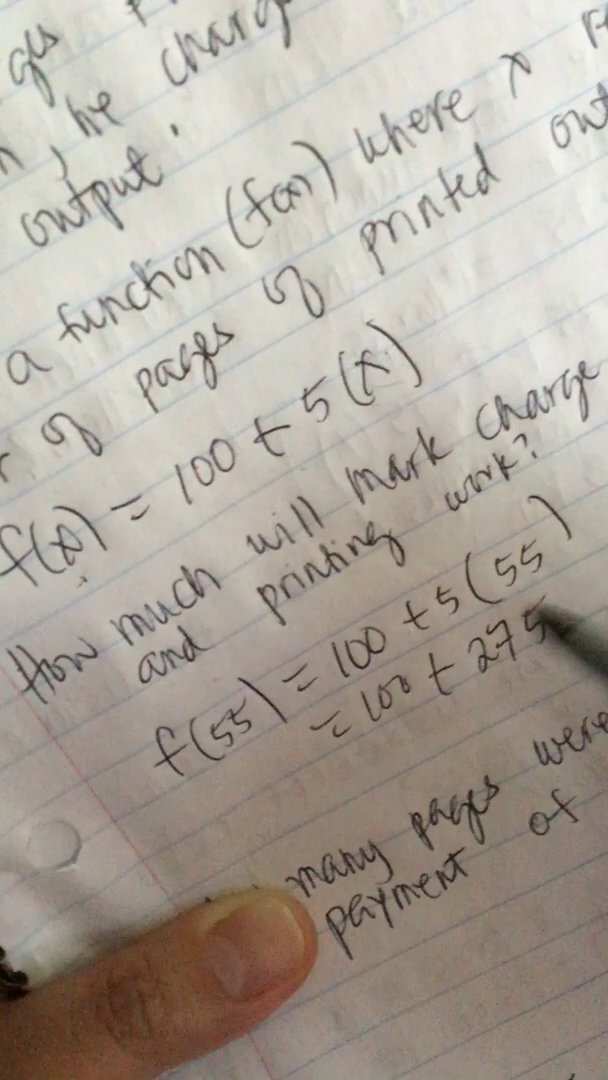 ges
, he charg
output.
a function (f(x)) where x
of pages of printed out
f(x) = 100 + 5(x)
How much will mark charge
and printing work?
f(55) = 100 + 5(55)
= 100 + 275
many pages were
payment of